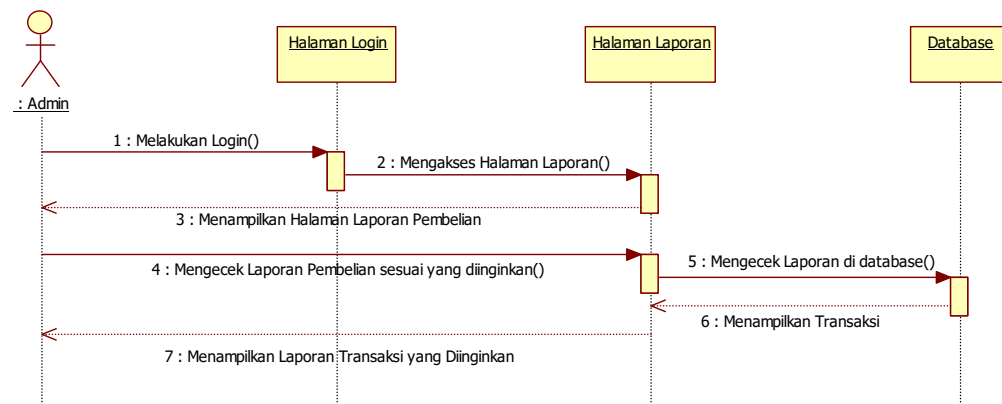 Halaman Login
Halaman Laporan
Database
: Admin
1 : Melakukan Login()
2 : Mengakses Halaman Laporan()
3 : Menampilkan Halaman Laporan Pembelian
4 : Mengecek Laporan Pembelian sesuai yang diinginkan()
5 : Mengecek Laporan di database()
6 : Menampilkan Transaksi
7 : Menampilkan Laporan Transaksi yang Diinginkan